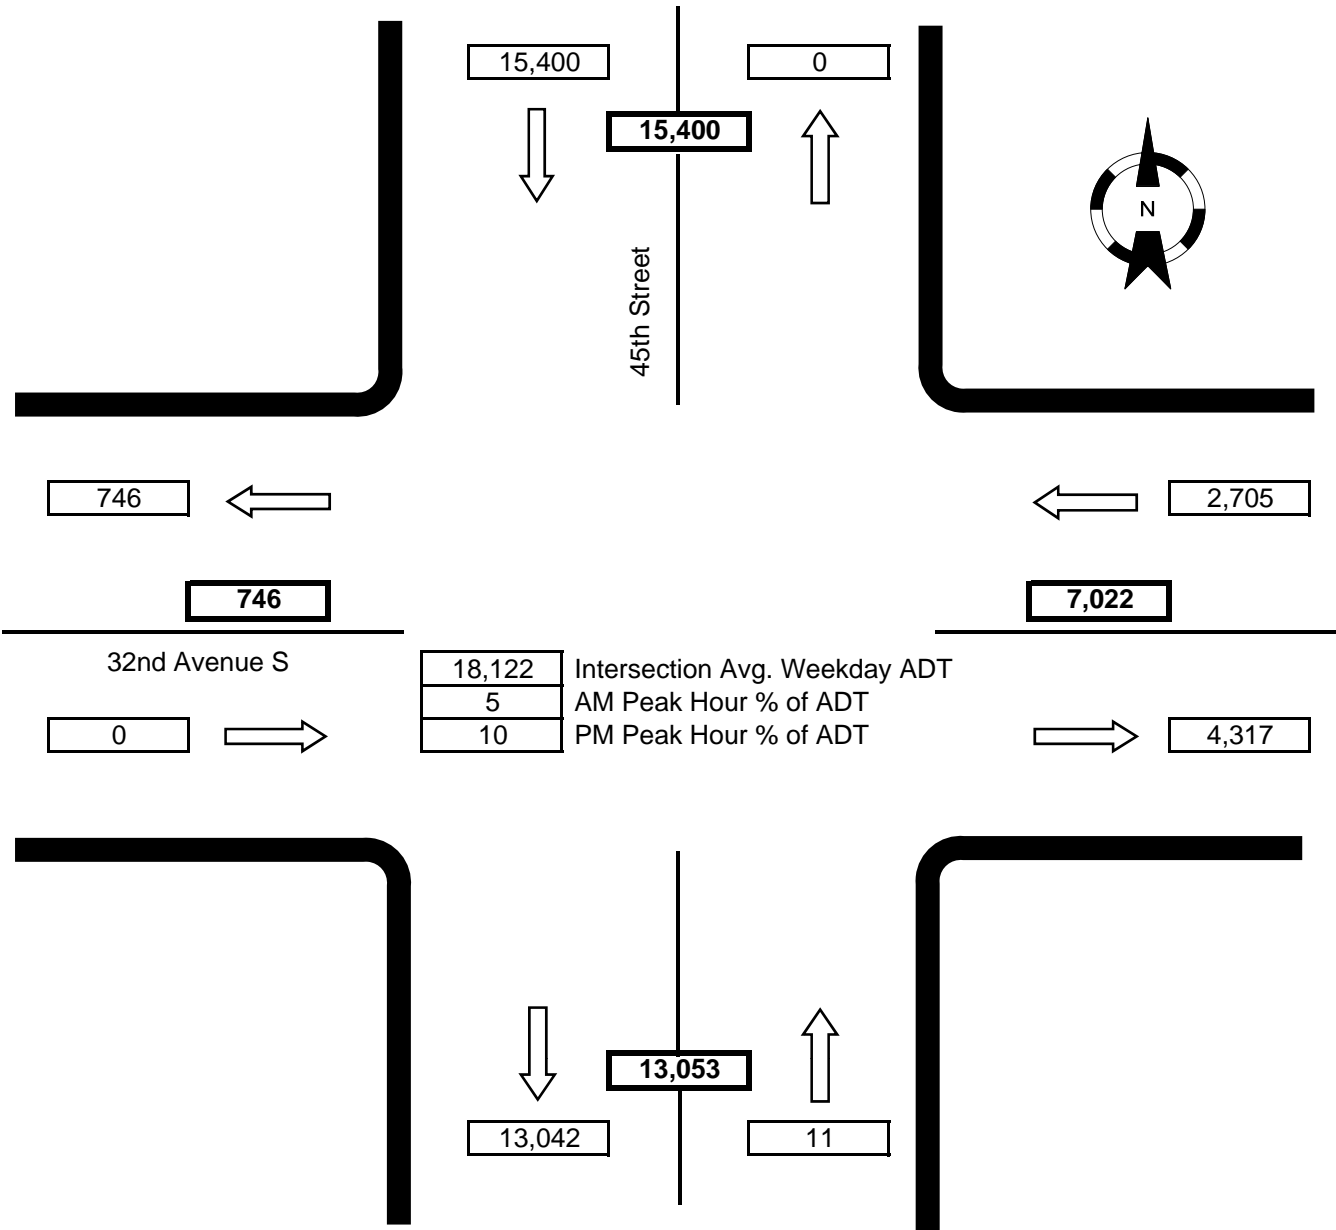 15,400
0
15,400
N
45th Street
746
2,705
746
7,022
32nd Avenue S
18,122 Intersection Avg. Weekday ADT
5 AM Peak Hour % of ADT
10 PM Peak Hour % of ADT
0
4,317
13,053
13,042
11